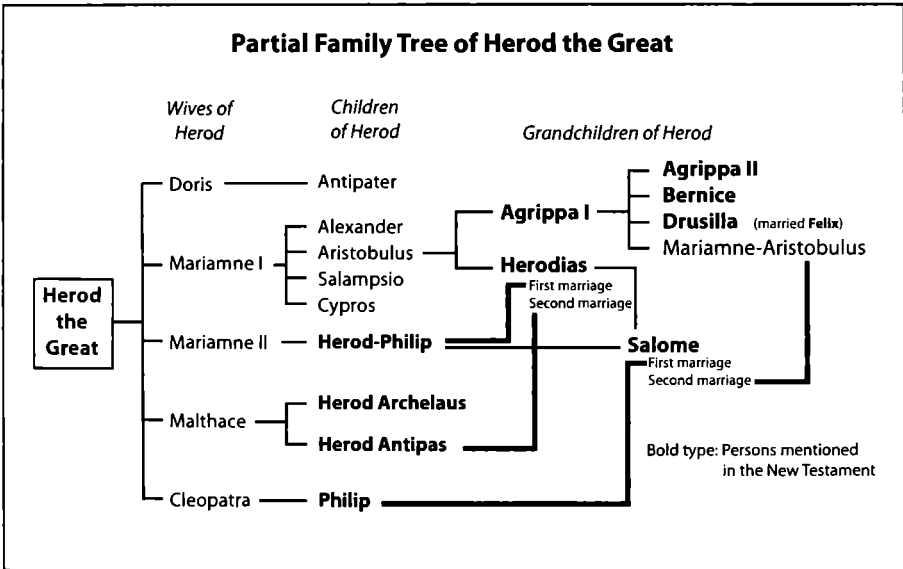 Partial Family Tree of Herod the Great
Wives of
Herod
Children
of Herod
Grandchildren of Herod
Herod
the
Great
Doris
Antipater
Mariamne I
Alexander
Aristobulus
Salampsio
Cypros
Mariamne II
Herod-Philip
Malthace
Herod Archelaus
Herod Antipas
Cleopatra
Philip
Agrippa I
Herodias
First marriage
Second marriage
Agrippa II
Bernice
Drusilla (married Felix)
Mariamne-Aristobulus
Salome
First marriage
Second marriage
Bold type: Persons mentioned
in the New Testament